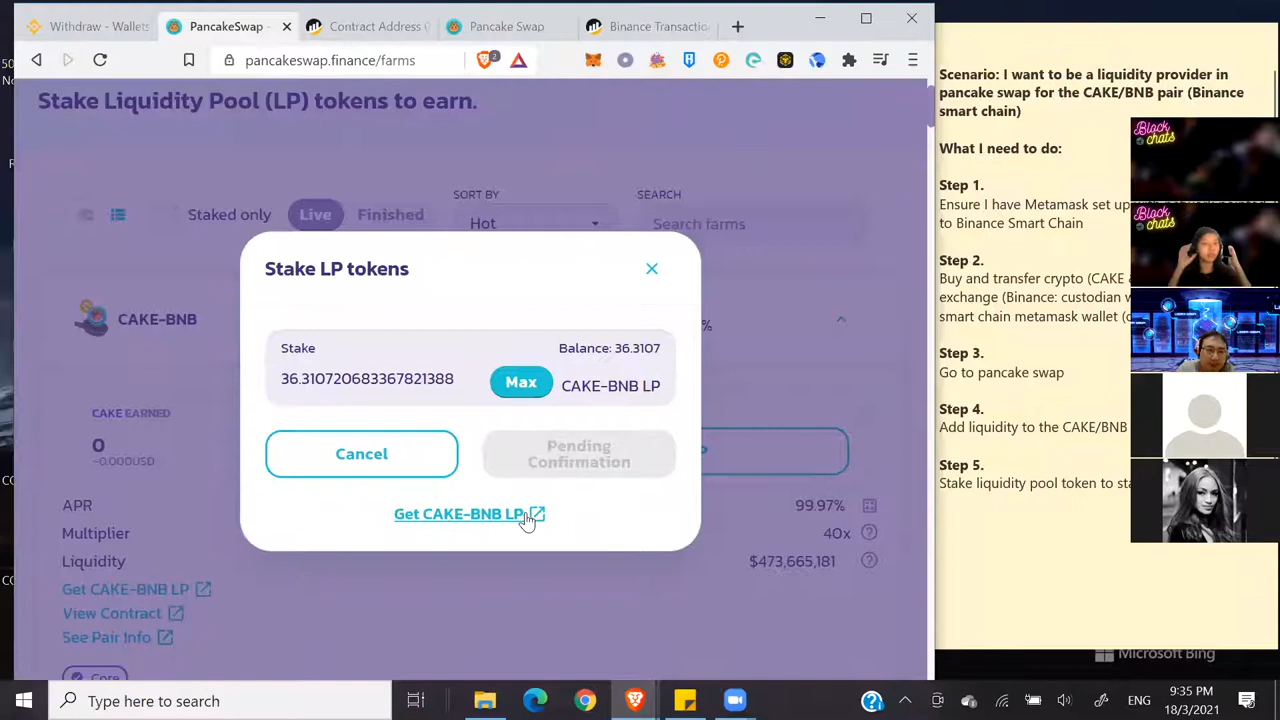 Withdraw - Wallets
PancakeSwap -
Contract Address
Pancake Swap
Binance Transactio
pancakeswap.finance/farms
2
Stake Liquidity Pool (LP) tokens to earn.
Staked only
Live
Finished
SORT BY
Hot
SEARCH
Search farms
CAKE-BNB
%
CAKE EARNED
0
~0.000USD
APR
99.97%
Multiplier
40x
Liquidity
$473,665,181
Get CAKE-BNB LP
View Contract
See Pair Info
Core
Stake LP tokens
Stake
Balance: 36.3107
36.310720683367821388
Max
CAKE-BNB LP
Cancel
Pending
Confirmation
Get CAKE-BNB LP
Scenario: I want to be a liquidity provider in
pancake swap for the CAKE/BNB pair (Binance
smart chain)
What I need to do:
Step 1.
Ensure I have Metamask set up
to Binance Smart Chain
Step 2.
Buy and transfer crypto (CAKE
exchange (Binance: custodian
smart chain metamask wallet
Step 3.
Go to pancake swap
Step 4.
Add liquidity to the CAKE/BNB
Step 5.
Stake liquidity pool token to
Block
chats
Block
chats
Microsoft Bing
Type here to search
ENG
9:35 PM
18/3/2021